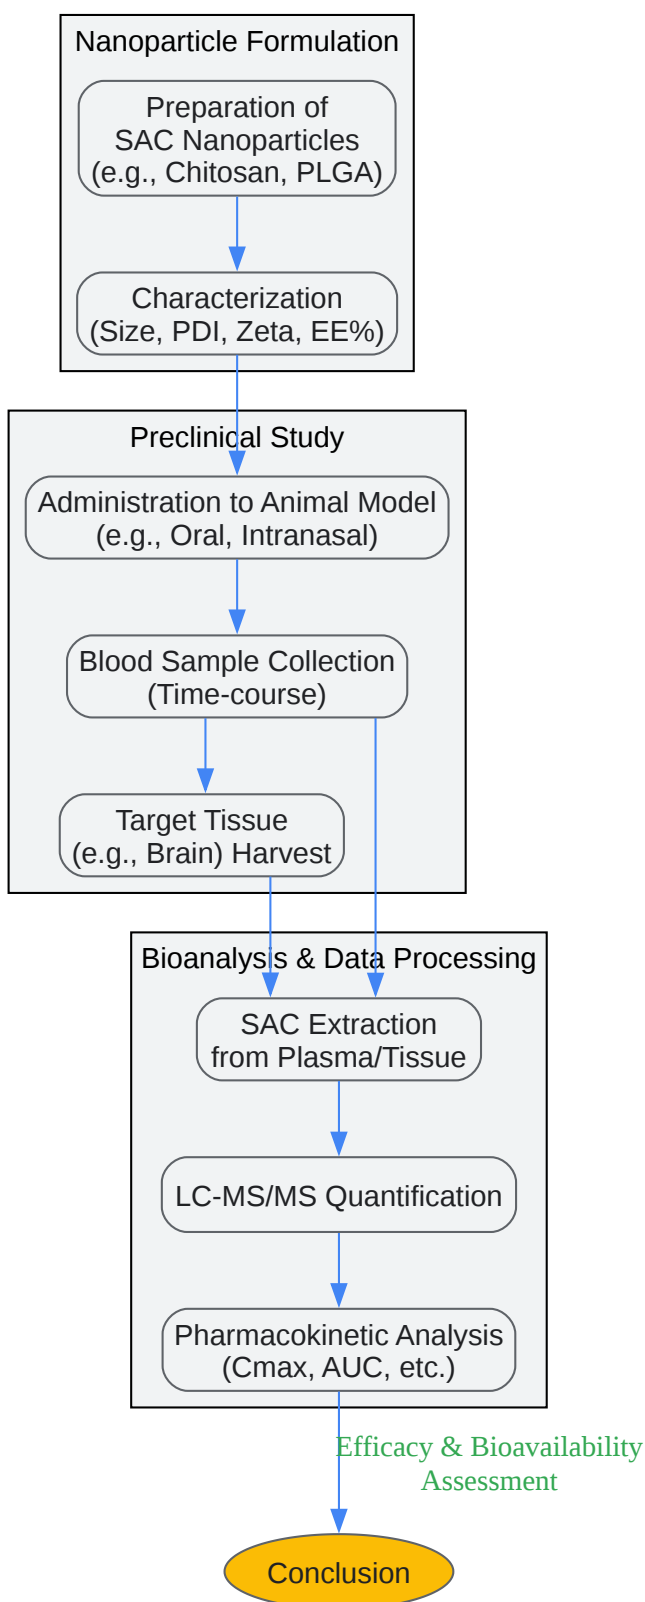 Nanoparticle Formulation
Preparation of
SAC Nanoparticles
(e.g., Chitosan, PLGA)
Characterization
(Size, PDI, Zeta, EE%)
Preclinical Study
Administration to Animal Model
(e.g., Oral, Intranasal)
Blood Sample Collection
(Time-course)
Target Tissue
(e.g., Brain) Harvest
Bioanalysis & Data Processing
SAC Extraction
from Plasma/Tissue
LC-MS/MS Quantification
Pharmacokinetic Analysis
(Cmax, AUC, etc.)
Efficacy & Bioavailability
Assessment
Conclusion